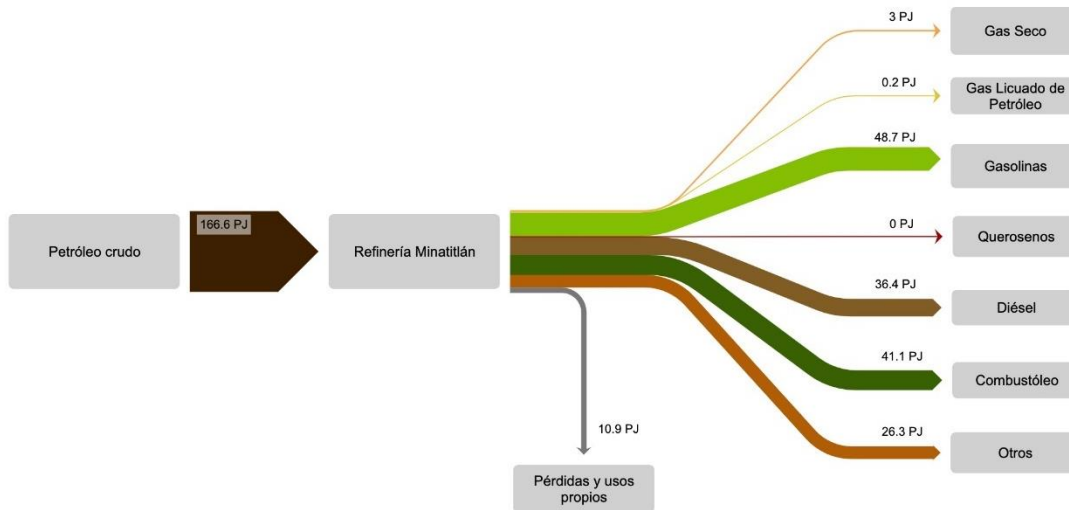 3 PJ
Gas Seco
0.2 PJ
Gas Licuado de
Petróleo
48.7 PJ
Gasolinas
166.6 PJ
Petróleo crudo
Refinería Minatitlán
0 PJ
Querosenos
36.4 PJ
Diésel
41.1 PJ
Combustóleo
10.9 PJ
26.3 PJ
Otros
Pérdidas y usos
propios